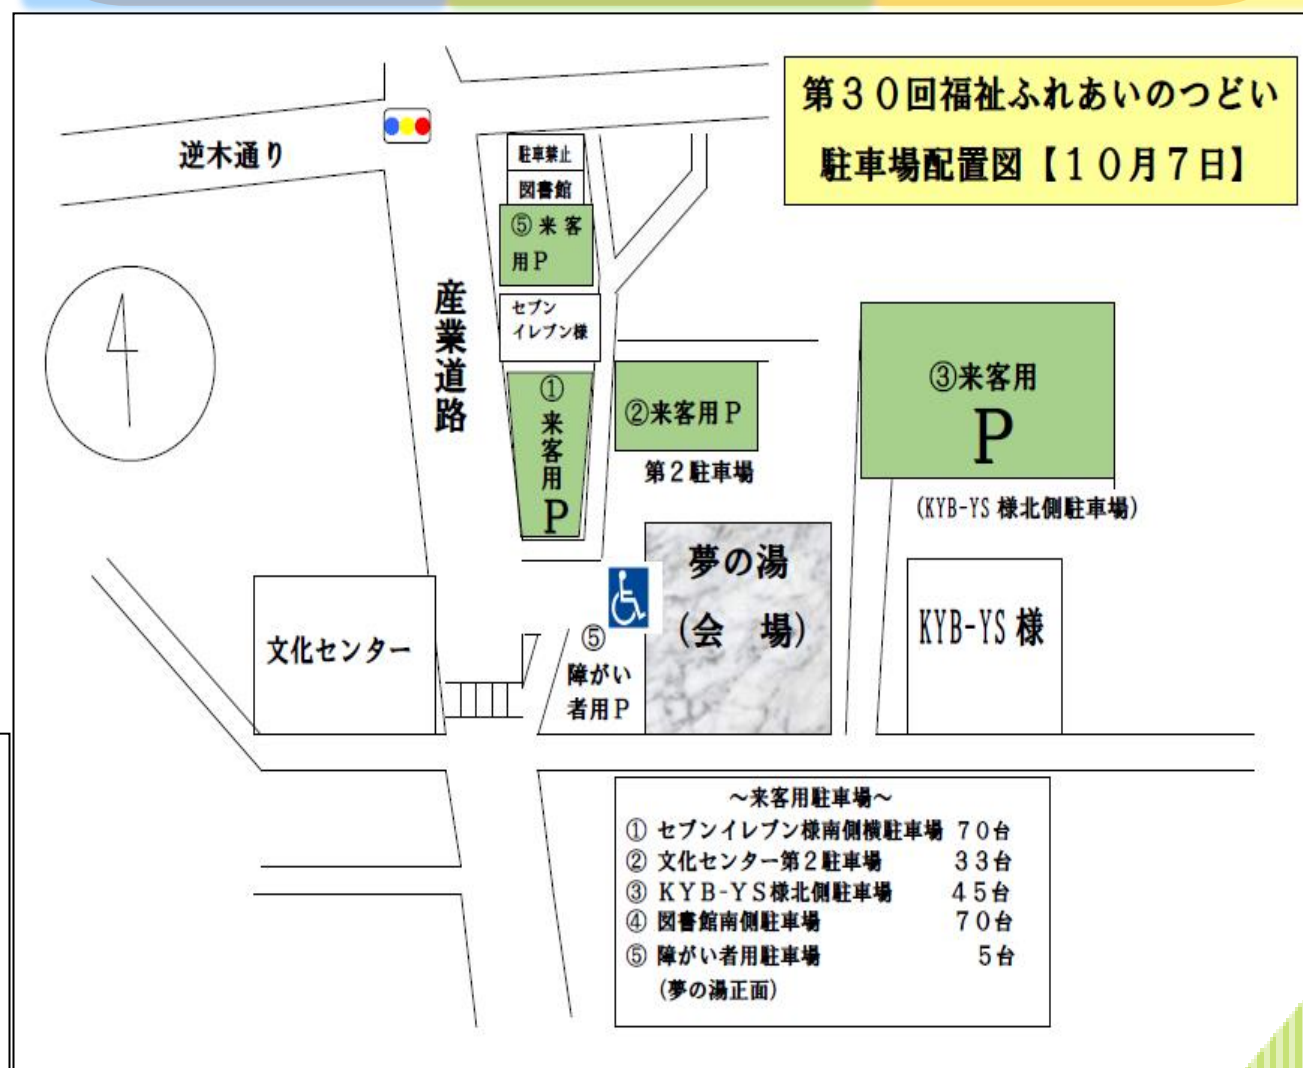 第３０回福祉ふれあいのつどい
駐車場配置図【１０月７日】
逆木通り
駐車禁止
図書館
⑤来客
用Ｐ
産業道路
セブン
イレブン様
①来客用Ｐ
②来客用Ｐ
第２駐車場
③来客用
Ｐ
(KYB-YS 様北側駐車場)
夢の湯
(会　場)
KYB-YS 様
文化センター
⑤
障がい
者用Ｐ
～来客用駐車場～
① セブンイレブン様南側横駐車場 ７０台
② 文化センター第２駐車場 ３３台
③ ＫＹＢ-ＹＳ様北側駐車場 ４５台
④ 図書館南側駐車場 ７０台
⑤ 障がい者用駐車場 ５台
(夢の湯正面)